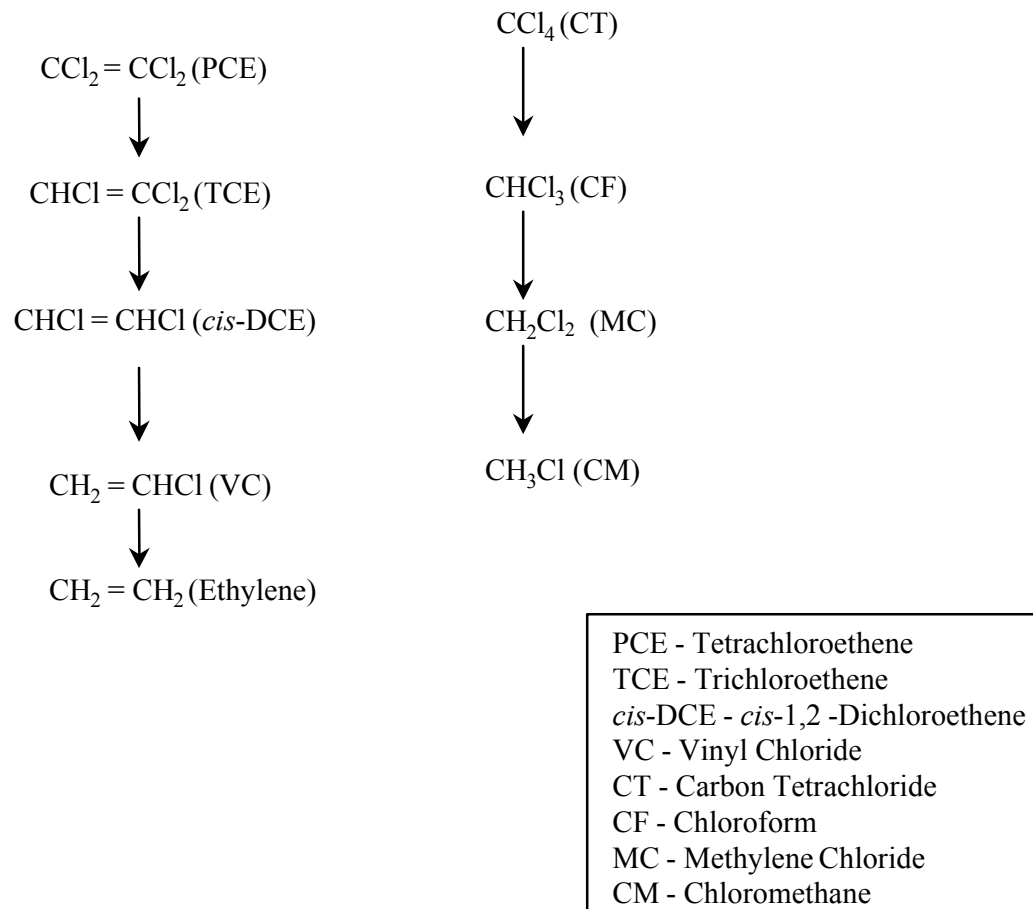 CCl₂ = CCl₂ (PCE)
CHCl = CCl₂ (TCE)
CHCl = CHCl (cis-DCE)
CH₂ = CHCl (VC)
CH₂ = CH₂ (Ethylene)
CCl₄ (CT)
CHCl₃ (CF)
CH₂Cl₂ (MC)
CH₃Cl (CM)
PCE - Tetrachloroethene
TCE - Trichloroethene
cis-DCE - cis-1,2 -Dichloroethene
VC - Vinyl Chloride
CT - Carbon Tetrachloride
CF - Chloroform
MC - Methylene Chloride
CM - Chloromethane